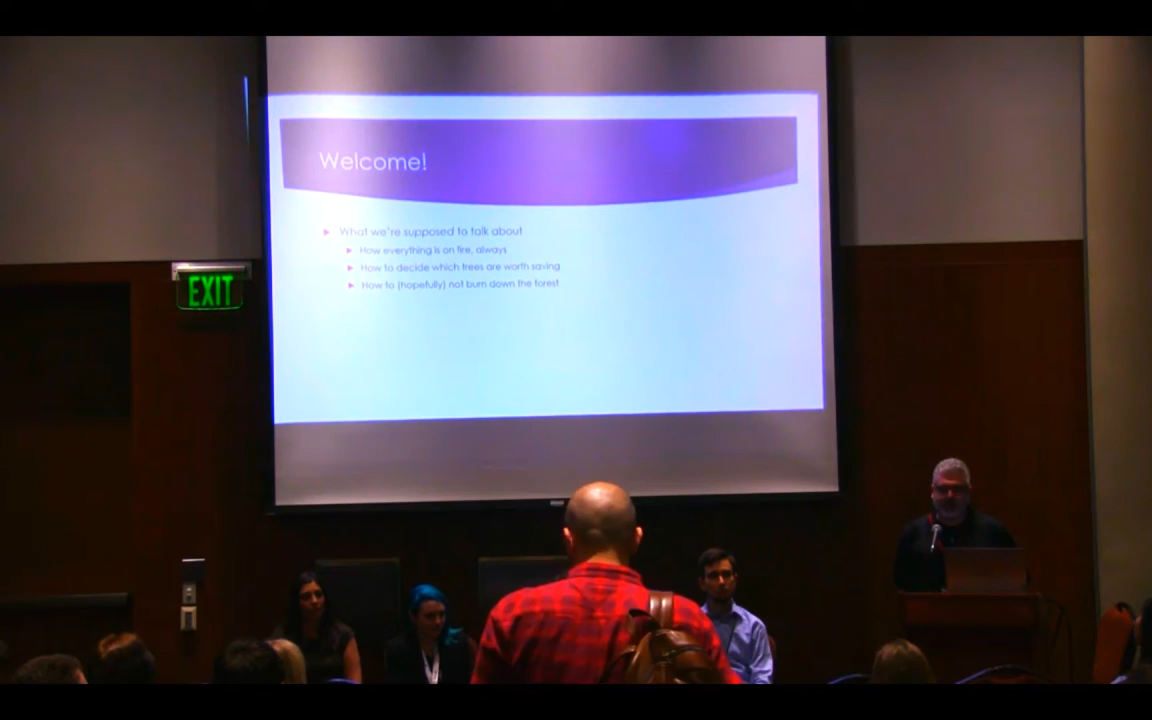 Welcome!
What we're supposed to talk about
How everything is on fire, always
How to decide which trees are worth saving
How to (hopefully) not burn down the forest
EXIT